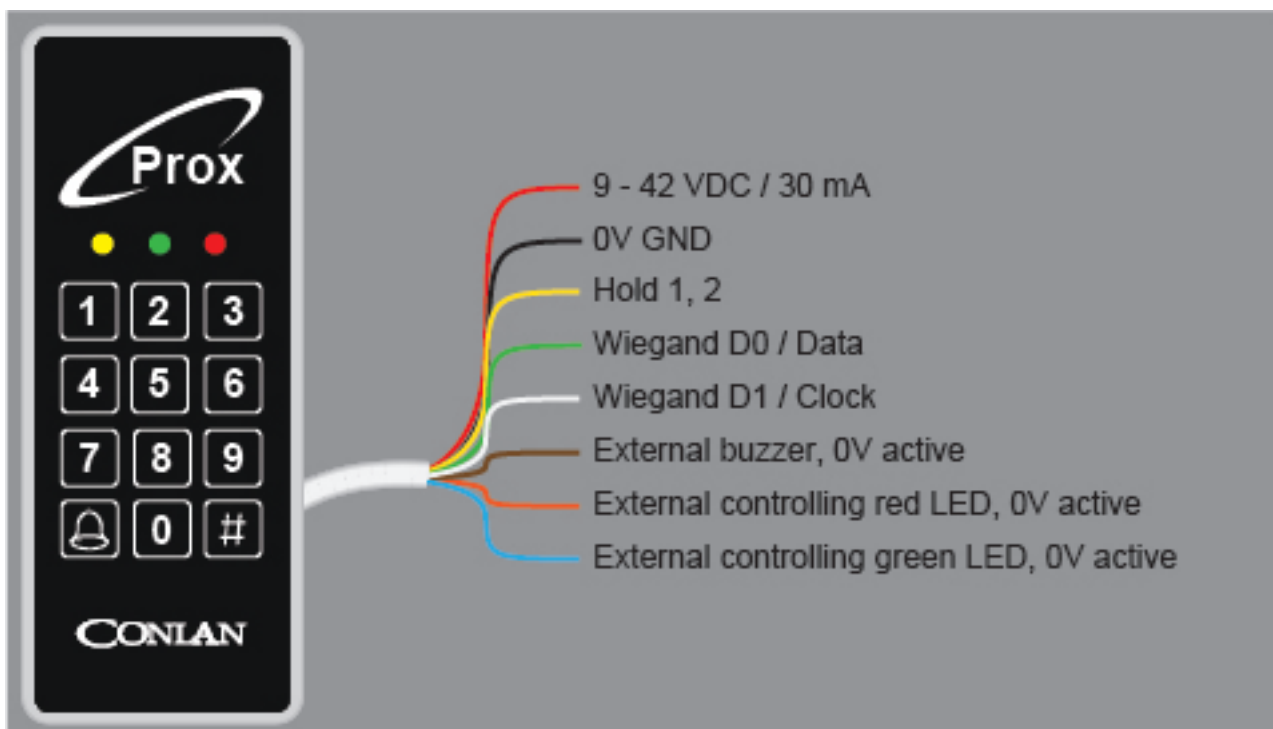 Prox
1 2 3
4 5 6
7 8 9
0 #
CONLAN
9 - 42 VDC / 30 mA
0V GND
Hold 1, 2
Wiegand D0 / Data
Wiegand D1 / Clock
External buzzer, 0V active
External controlling red LED, 0V active
External controlling green LED, 0V active